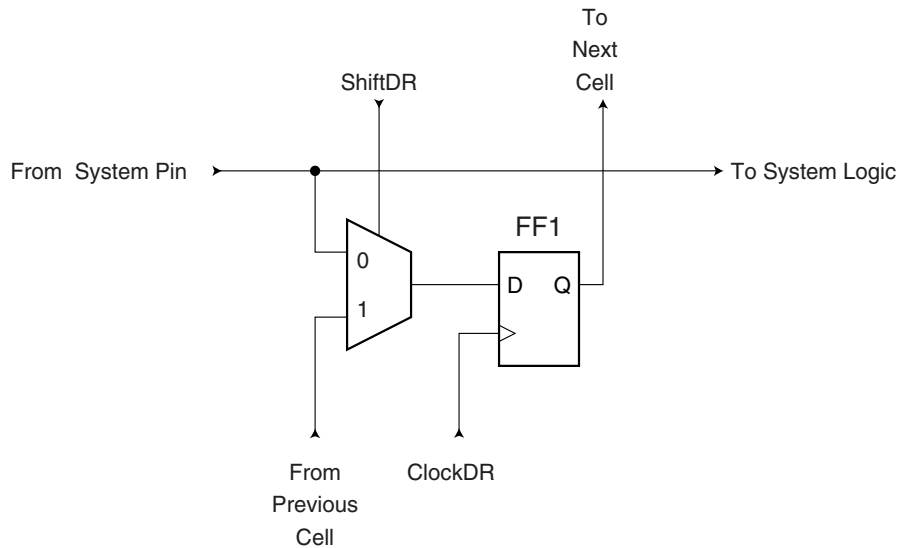 To
Next
Cell
ShiftDR
From System Pin
To System Logic
FF1
0
D Q
1
From
Previous
Cell
ClockDR